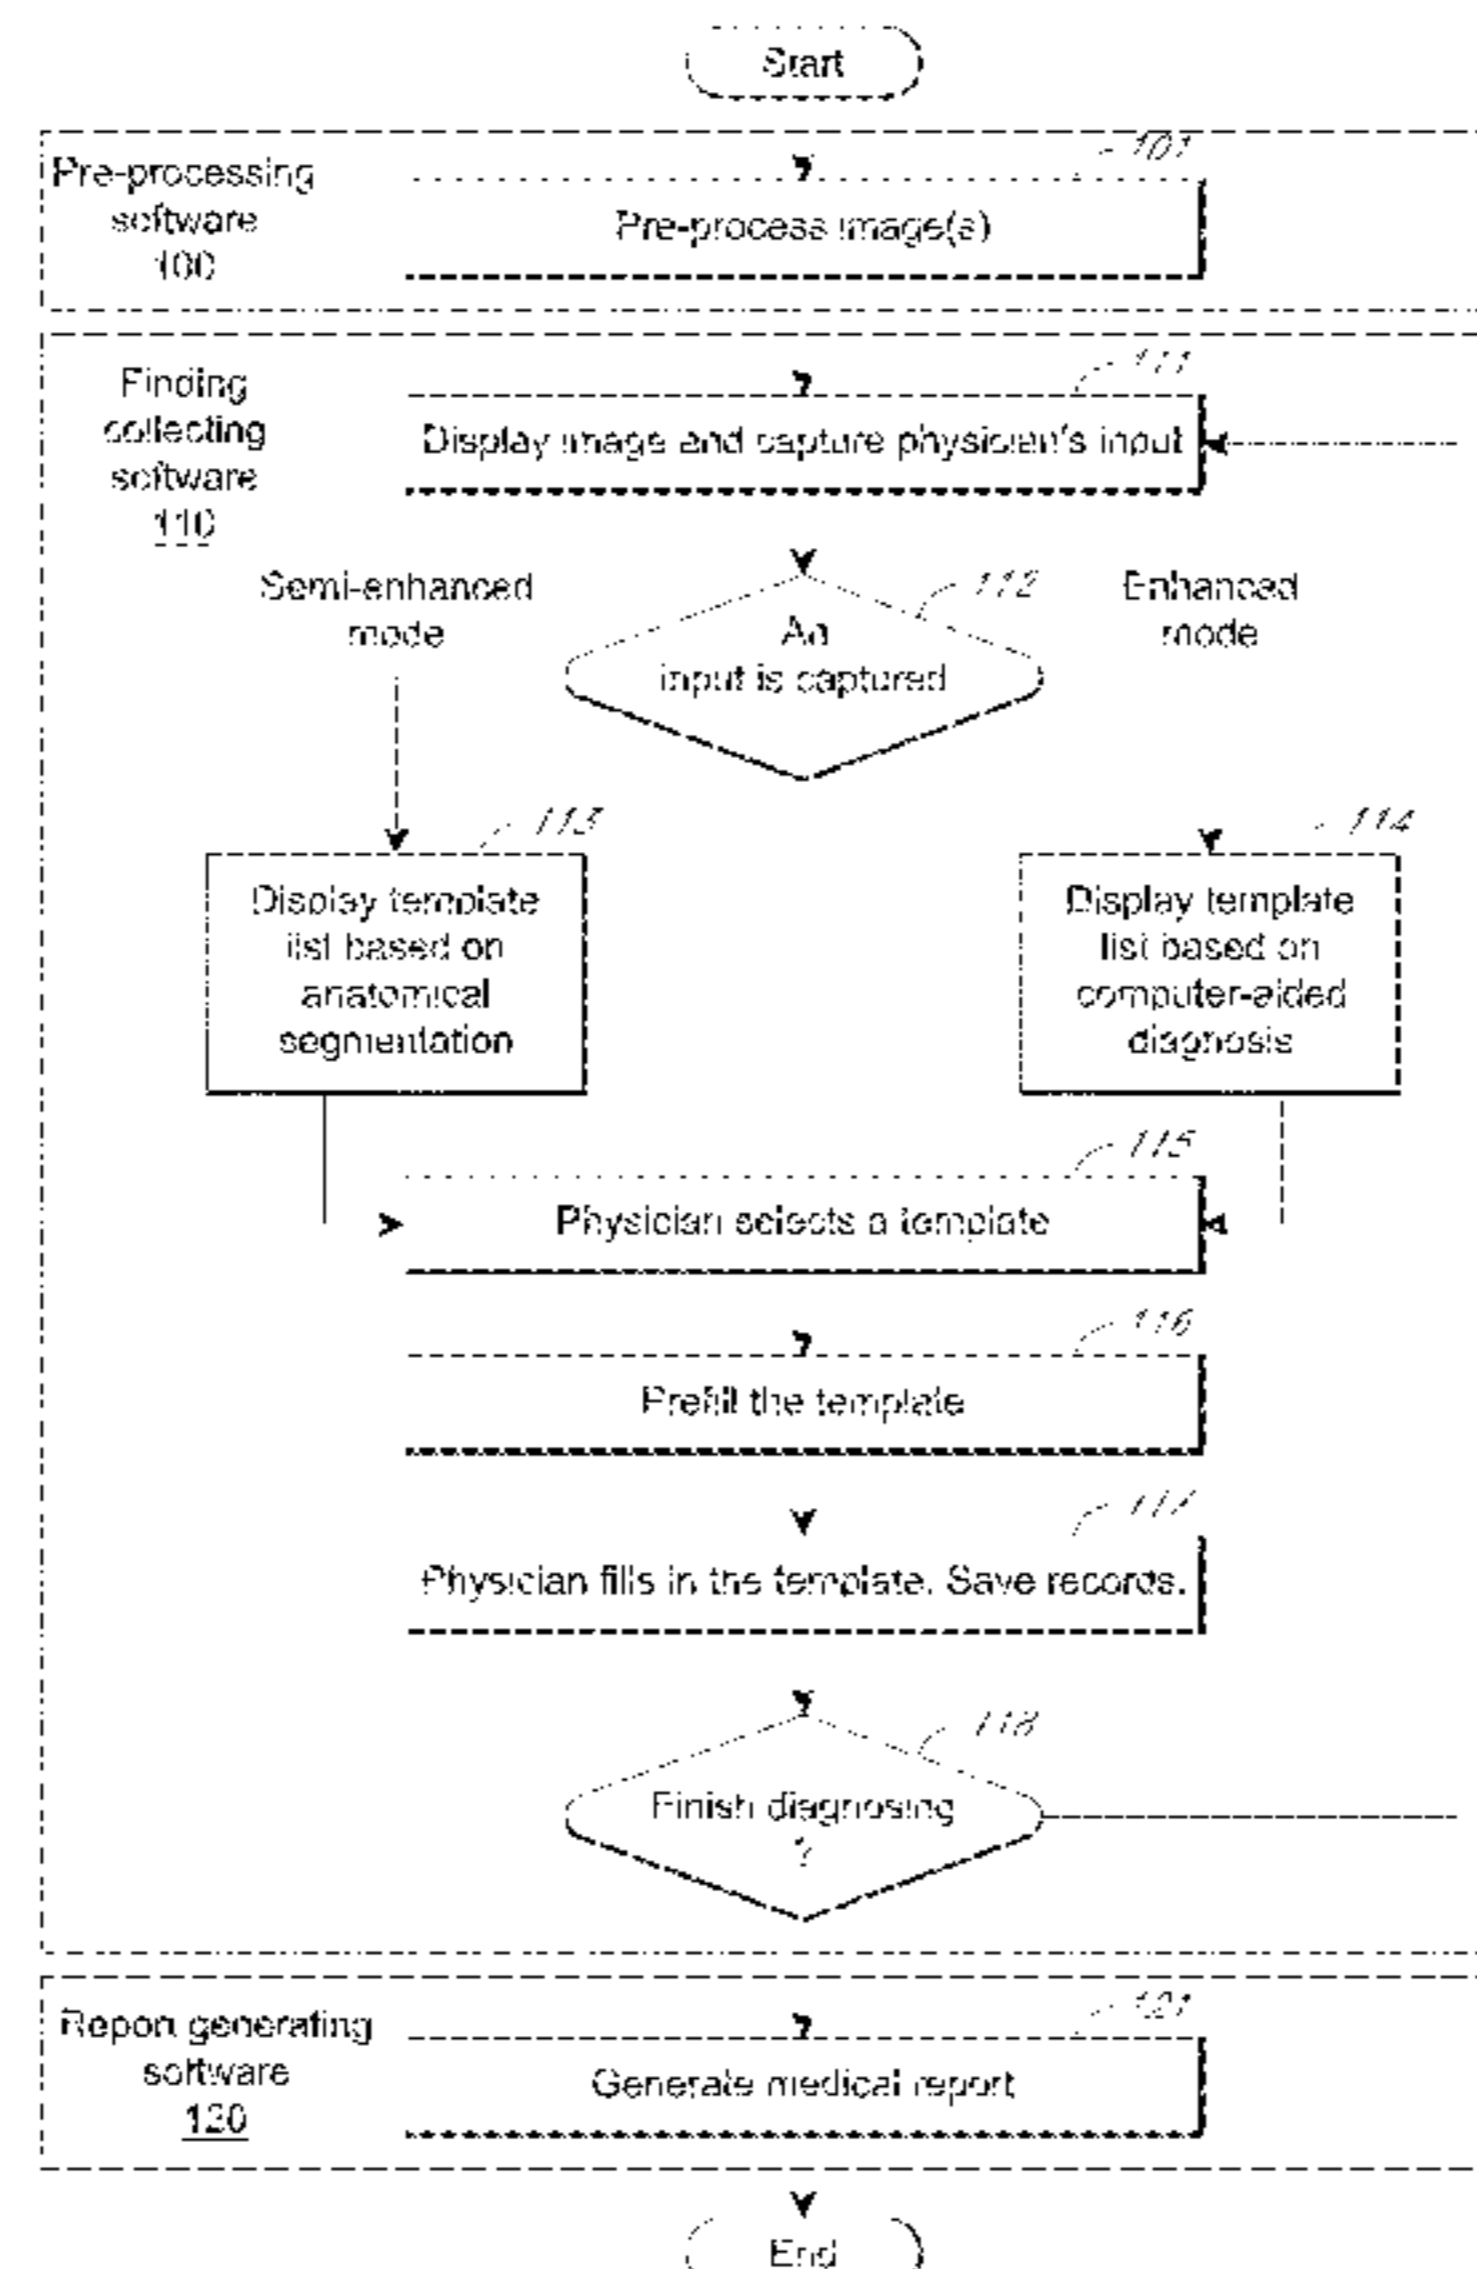 Start
Pre-processing
software
100
101
Pre-process image(s)
Finding
collecting
software
110
111
Display image and capture physician's input
Semi-enhanced
mode
112
An
input is captured
Enhanced
mode
113
Display template
list based on
anatomical
segmentation
114
Display template
list based on
computer-aided
diagnosis
115
Physician selects a template
116
Prefill the template
117
Physician fills in the template. Save records.
118
Finish diagnosing
?
Report generating
software
120
121
Generate medical report
End